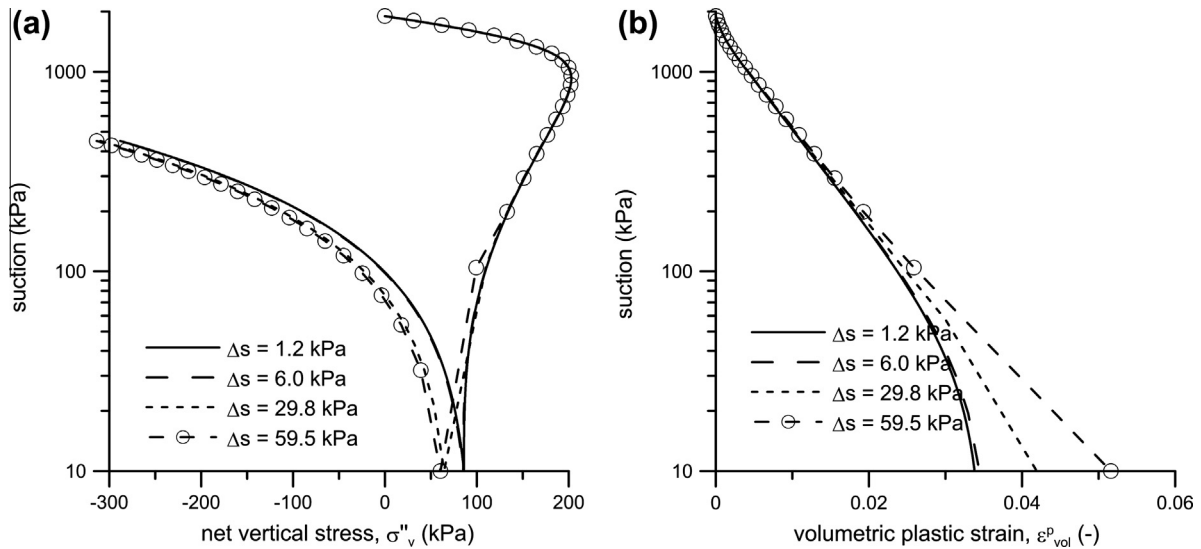 (a)
1000
100
10
suction (kPa)
Δs = 1.2 kPa
Δs = 6.0 kPa
Δs = 29.8 kPa
Δs = 59.5 kPa
-300 -200 -100 0 100 200
net vertical stress, σ''v (kPa)
(b)
1000
100
10
suction (kPa)
Δs = 1.2 kPa
Δs = 6.0 kPa
Δs = 29.8 kPa
Δs = 59.5 kPa
0 0.02 0.04 0.06
volumetric plastic strain, εpvol (-)